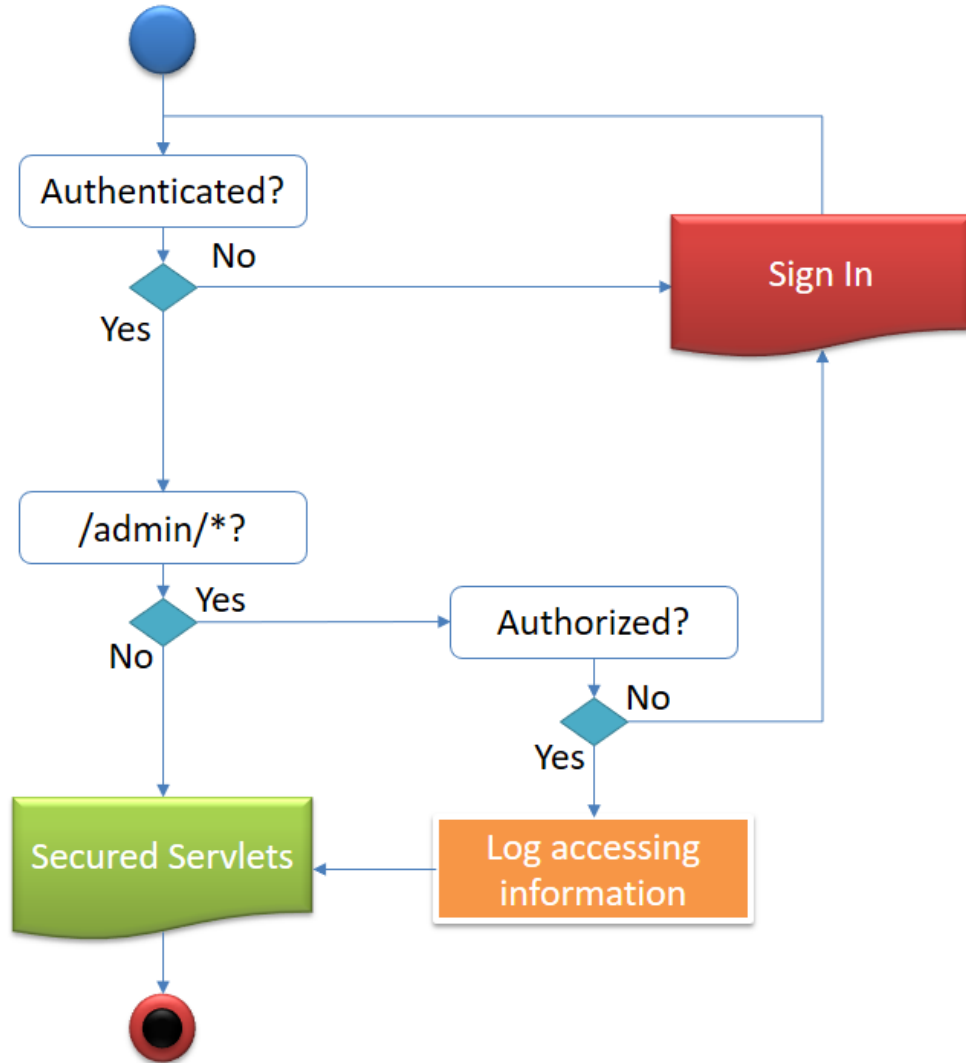 Authenticated?
No
Sign In
Yes
/admin/*?
Yes
Authorized?
No
No
Yes
Secured Servlets
Log accessing
information